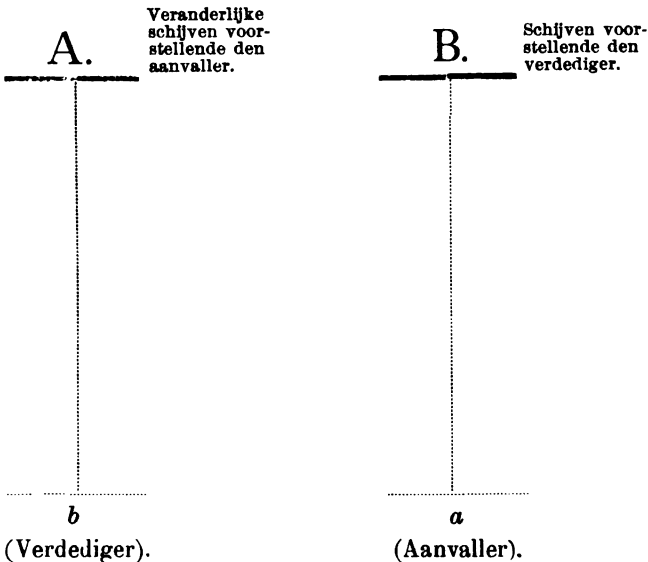 A.
Veranderlijke
schijven voor-
stellende den
aanvaller.
B.
Schijven voor-
stellende den
verdediger.
b
(Verdediger).
a
(Aanvaller).